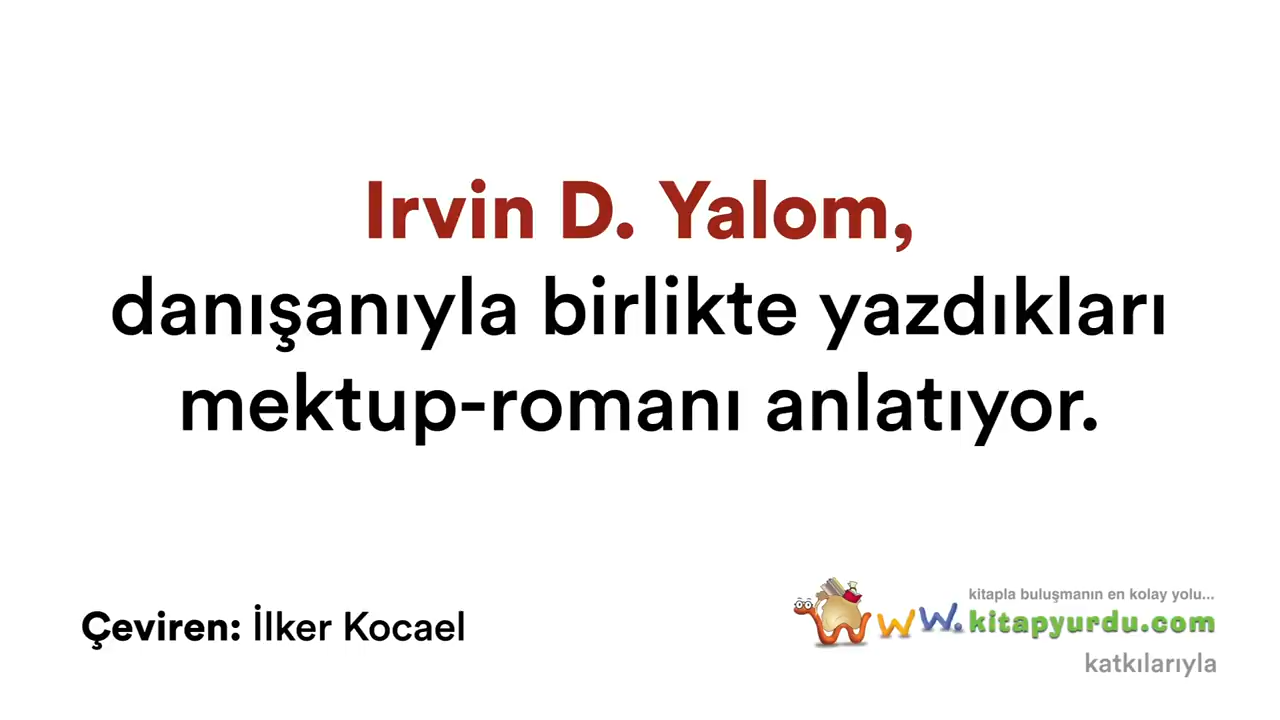 Irvin D. Yalom,
danışanıyla birlikte yazdıkları
mektup-romanı anlatıyor.
Çeviren: İlker Kocael
kitapla buluşmanın en kolay yolu...
www.kitapyurdu.com
katkılarıyla